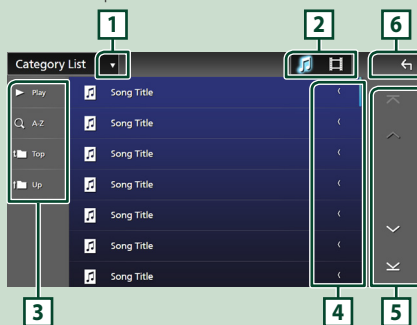 1
2
6
Category List
Play
Song Title
A-Z
Song Title
Top
Song Title
Up
Song Title
Song Title
Song Title
Song Title
3
4
5